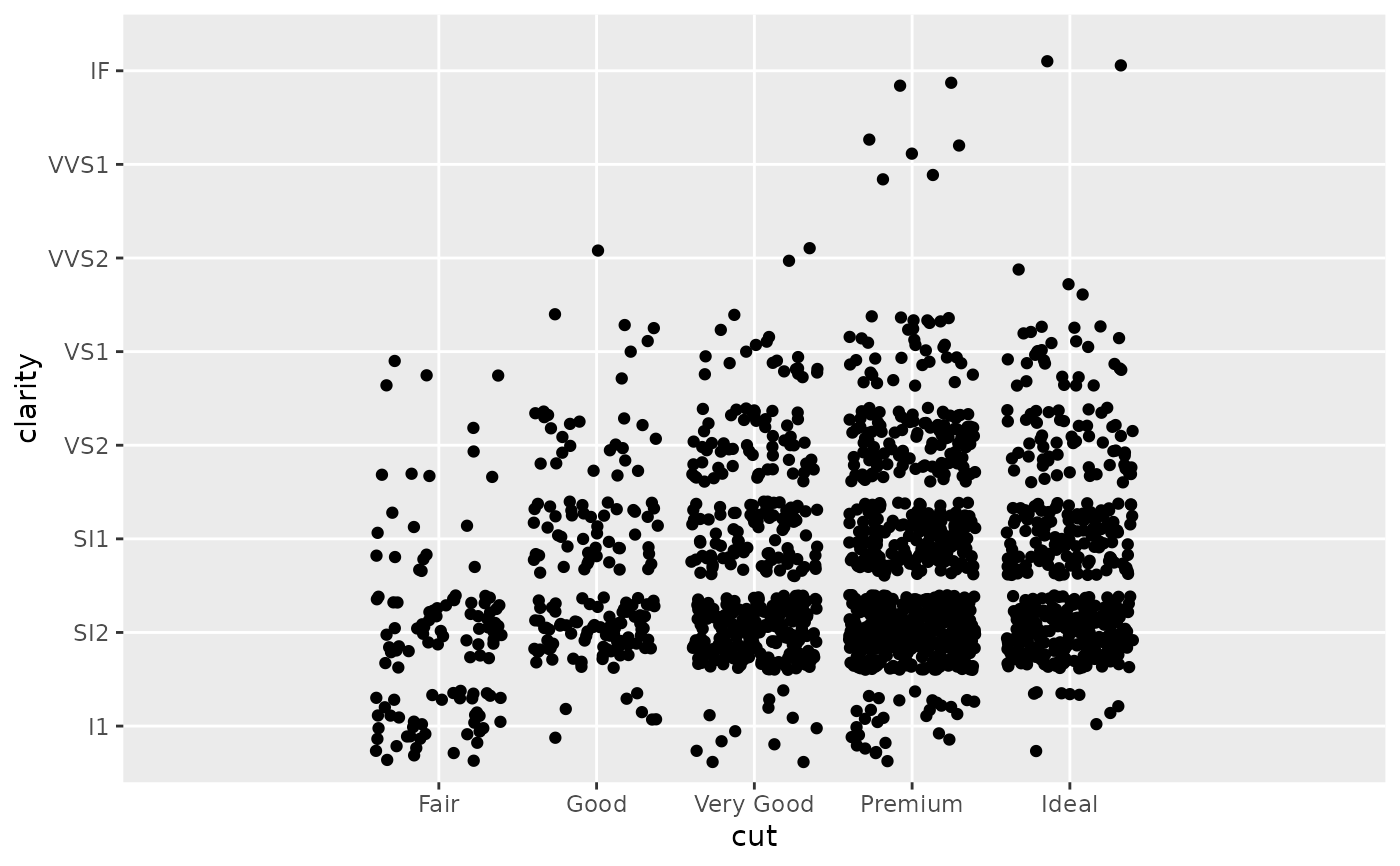 clarity
IF
VVS1
VVS2
VS1
VS2
SI1
SI2
I1
Fair Good Very Good Premium Ideal
cut